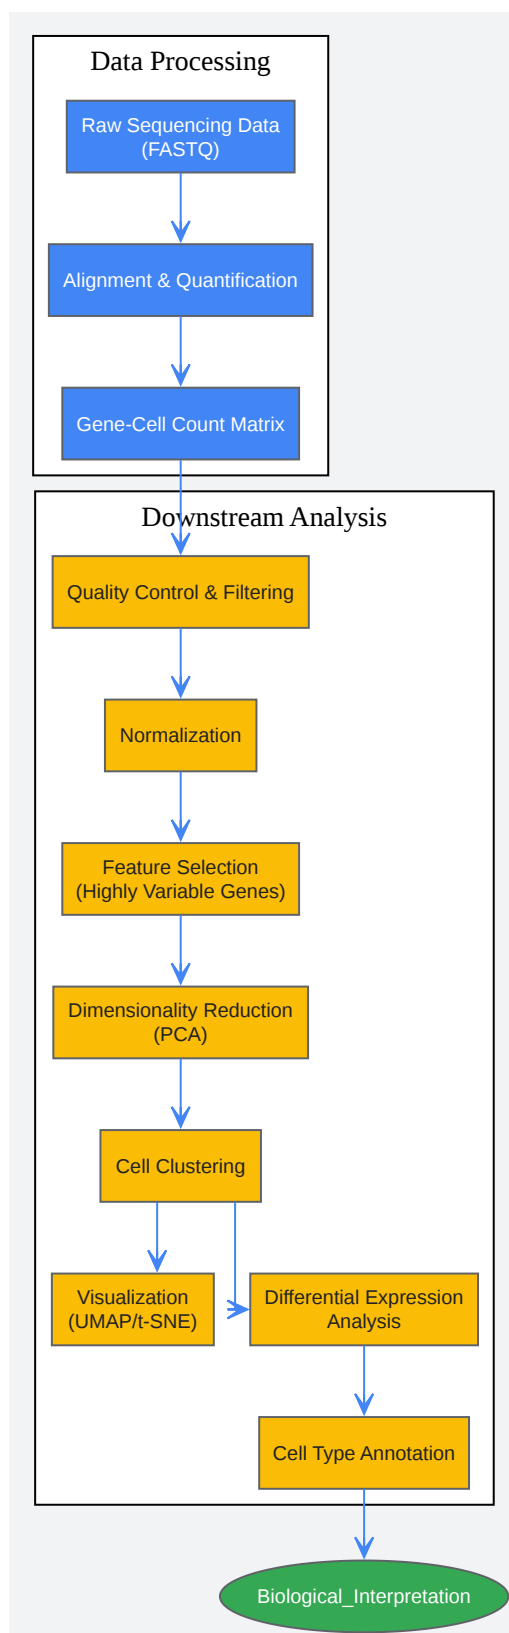 Data Processing
Raw Sequencing Data
(FASTQ)
Alignment & Quantification
Gene-Cell Count Matrix
Downstream Analysis
Quality Control & Filtering
Normalization
Feature Selection
(Highly Variable Genes)
Dimensionality Reduction
(PCA)
Cell Clustering
Visualization
(UMAP/t-SNE)
Differential Expression
Analysis
Cell Type Annotation
Biological_Interpretation